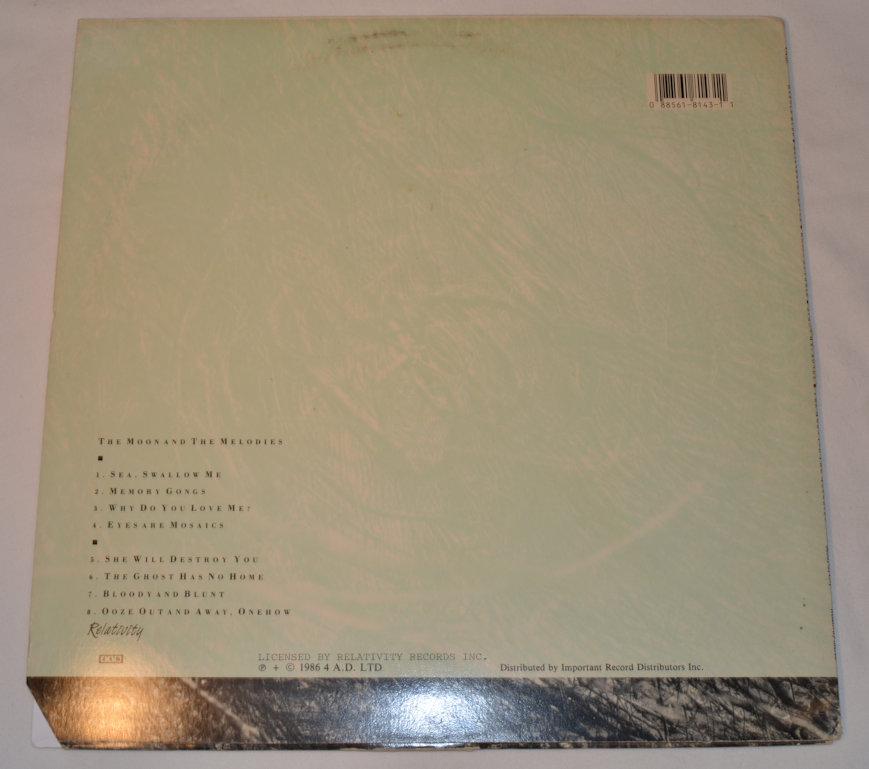 0 88561-8143-1 1
THE MOON AND THE MELODIES
1. SEA, SWALLOW ME
2. MEMORY GONGS
3. WHY DO YOU LOVE ME?
4. EYES ARE MOSAICS
5. SHE WILL DESTROY YOU
6. THE GHOST HAS NO HOME
7. BLOODY AND BLUNT
8. OOZE OUT AND AWAY, ONEHOW
Relativity
LICENSED BY RELATIVITY RECORDS INC.
℗ + © 1986 4 A.D. LTD
Distributed by Important Record Distributors Inc.